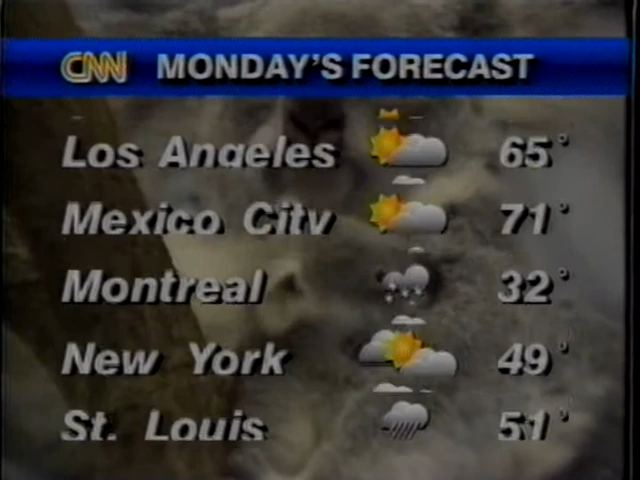 CNN MONDAY'S FORECAST
Los Angeles 65°
Mexico City 71°
Montreal 32°
New York 49°
St. Louis 51°